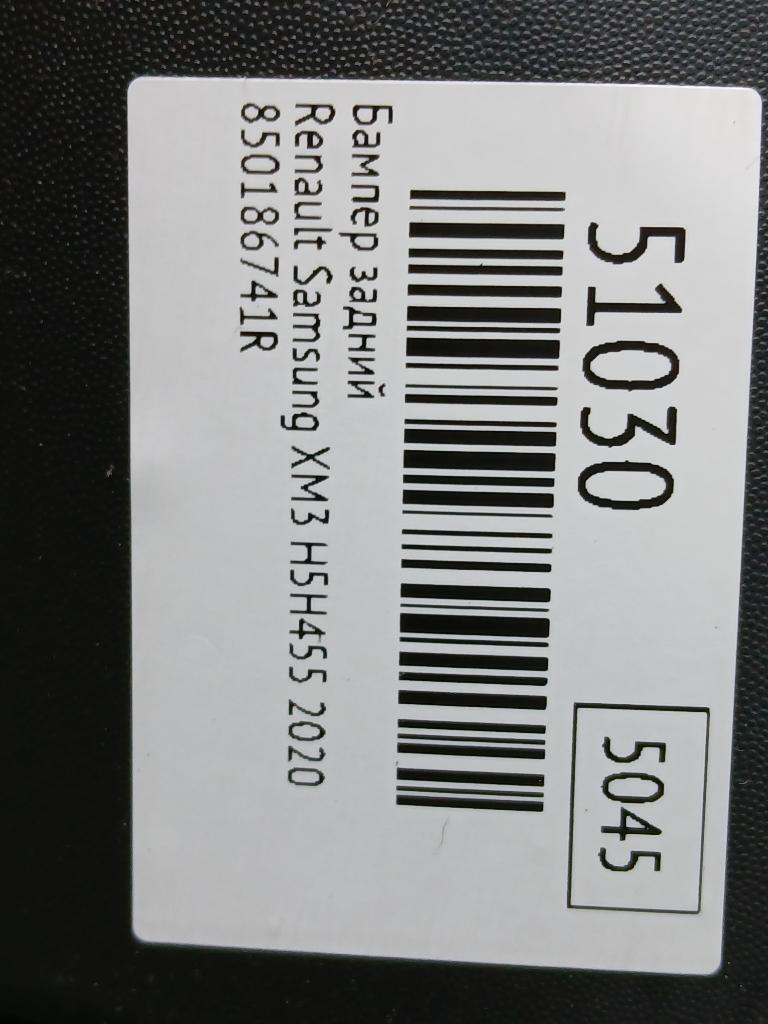 51030
5045
Бампер задний
Renault Samsung XM3 H5H455 2020
850186741R